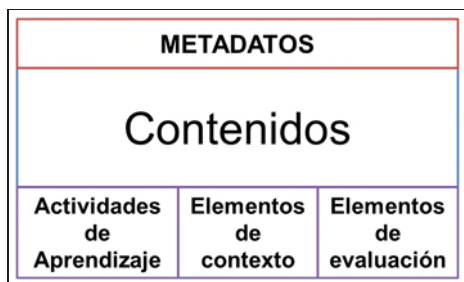 METADATOS
Contenidos
Actividades
de
Aprendizaje
Elementos
de
contexto
Elementos
de
evaluación